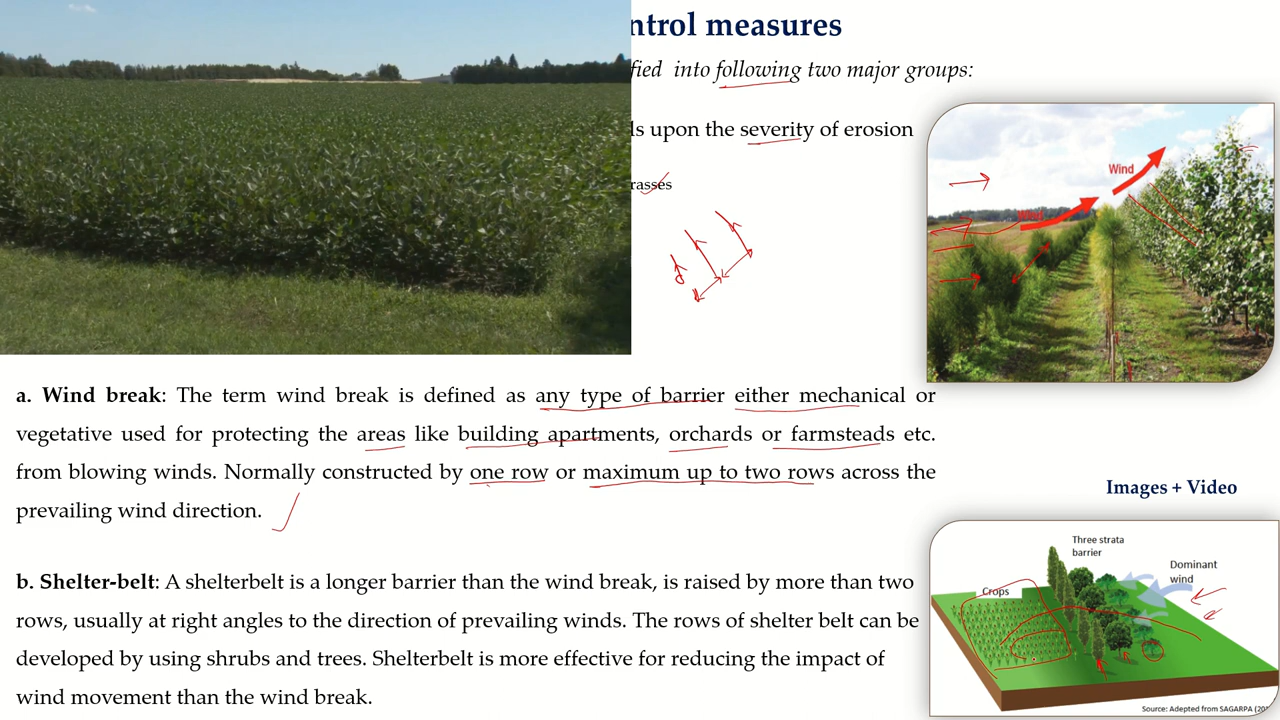 ntrol measures
fied into following two major groups:
ls upon the severity of erosion
rasses
Wind
Wind
a. Wind break: The term wind break is defined as any type of barrier either mechanical or
vegetative used for protecting the areas like building apartments, orchards or farmsteads etc.
from blowing winds. Normally constructed by one row or maximum up to two rows across the
prevailing wind direction.
Images + Video
b. Shelter-belt: A shelterbelt is a longer barrier than the wind break, is raised by more than two
rows, usually at right angles to the direction of prevailing winds. The rows of shelter belt can be
developed by using shrubs and trees. Shelterbelt is more effective for reducing the impact of
wind movement than the wind break.
Three strata
barrier
Dominant
wind
Crops
Source: Adepted from SAGARPA (20